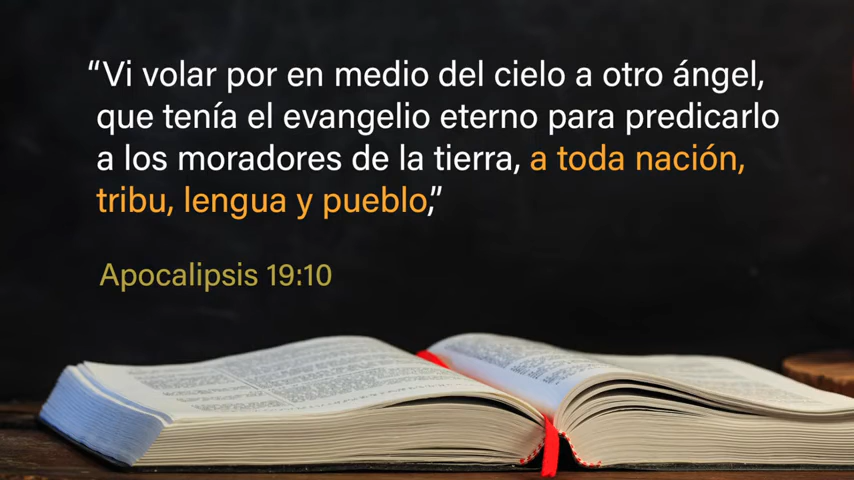 “Vi volar por en medio del cielo a otro ángel,
que tenía el evangelio eterno para predicarlo
a los moradores de la tierra, a toda nación,
tribu, lengua y pueblo,”
Apocalipsis 19:10